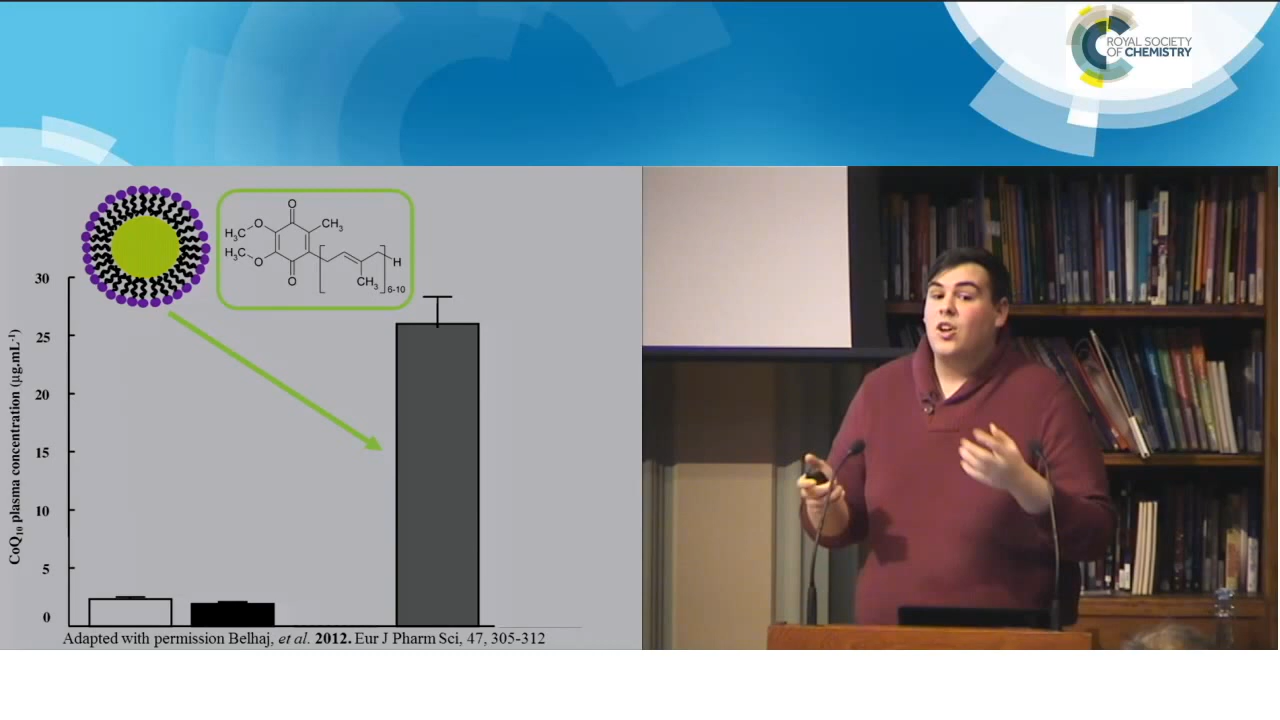 ROYAL SOCIETY
OF CHEMISTRY
O
H₃C
O
CH₃
H₃C
O
O
CH₃
6-10
H
30
25
20
15
10
5
0
CoQ₁₀ plasma concentration (µg.mL⁻¹)
Adapted with permission Belhaj, et al. 2012. Eur J Pharm Sci, 47, 305-312